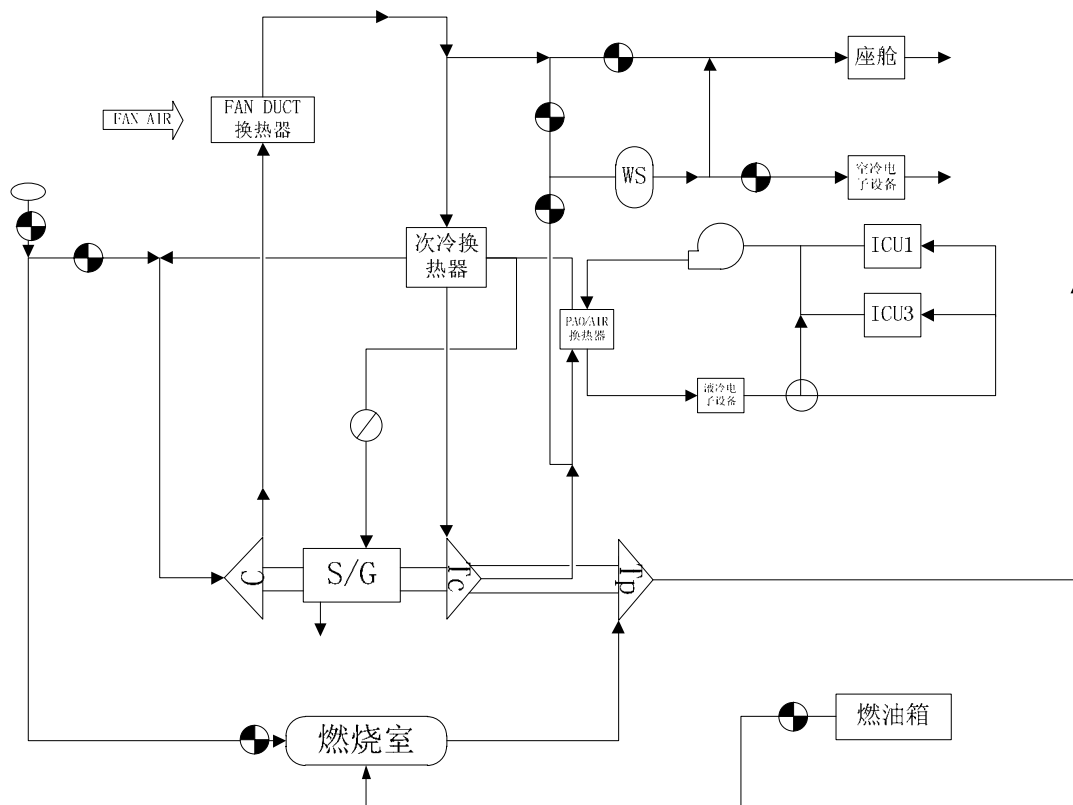 座舱
FAN DUCT
换热器
FAN AIR
WS
空冷电
子设备
次冷换
热器
ICU1
ICU3
PAO/AIR
换热器
液冷电
子设备
C
S/G
Tc
Tp
燃油箱
燃烧室